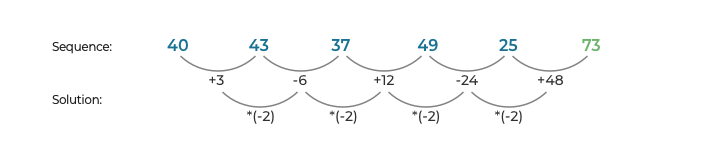 Sequence: 40 43 37 49 25 73
+3 -6 +12 -24 +48
Solution:
*(-2) *(-2) *(-2) *(-2)